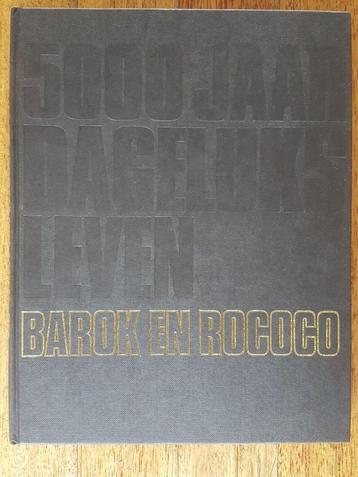 5000 JAAR
DAGELIJKS
LEVEN
BAROK EN ROCOCO